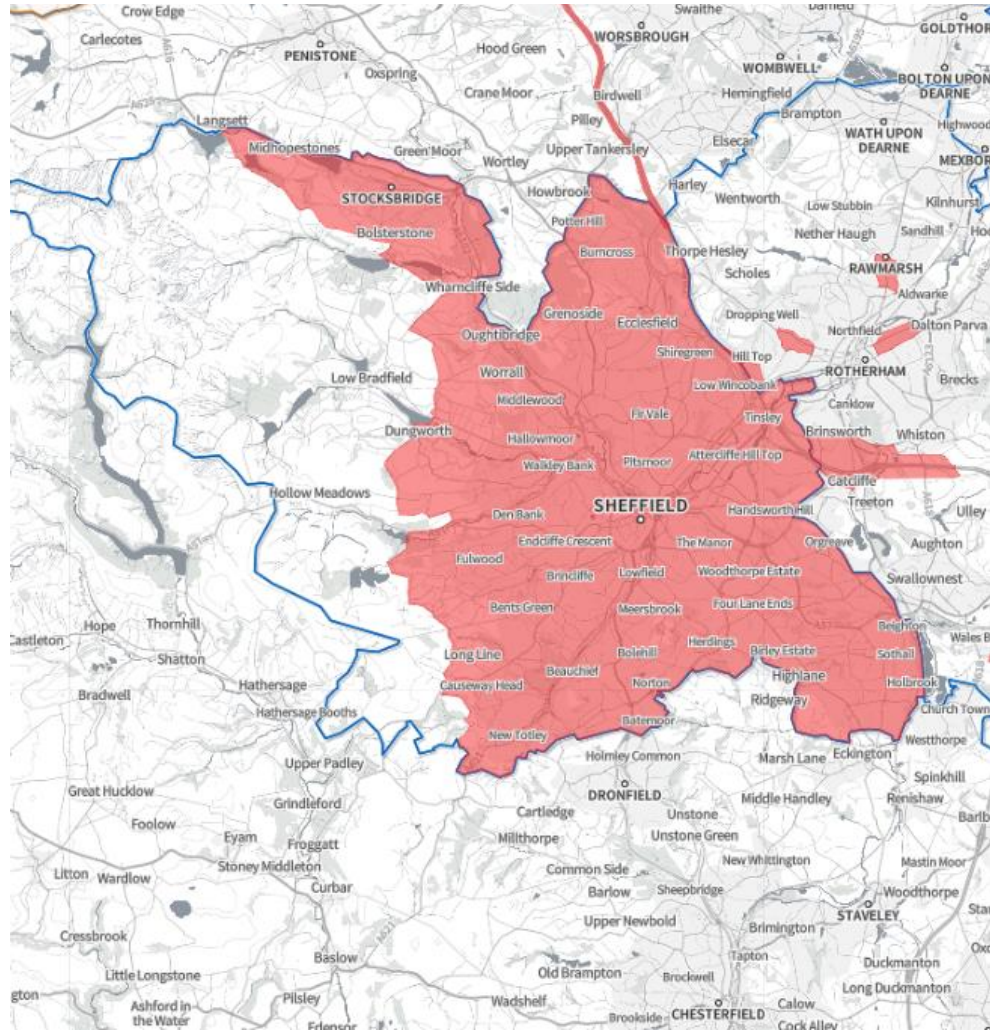 Crow Edge
Swaithe
Darfield
GOLDTHOR
Carlecotes
A616
PENISTONE
Hood Green
WORSBROUGH
A6195
WOMBWELL
BOLTON UPON
DEARNE
Oxspring
Crane Moor
Birdwell
Hemingfield
Brampton
A628
Pilley
Highwood
Langsett
WATH UPON
DEARNE
Midhopestones
Green Moor
Wortley
Upper Tankersley
Elsecar
MEXBOR
STOCKSBRIDGE
Howbrook
Harley
Wentworth
Kilnhurst
Low Stubbin
Bolsterstone
Potter Hill
Nether Haugh
Sandhill
Burncross
Thorpe Hesley
Scholes
RAWMARSH
Wharncliffe Side
Aldwarke
Grenoside
Ecclesfield
Dropping Well
Northfield
Dalton Parva
Oughtibridge
Shiregreen
Hill Top
ROTHERHAM
Worrall
Low Bradfield
Low Wincobank
Brecks
Middlewood
Canklow
Fir Vale
Tinsley
Dungworth
Hallowmoor
Brinsworth
Whiston
Walkley Bank
Pitsmoor
Attercliffe Hill Top
Catcliffe
Hollow Meadows
SHEFFIELD
Treeton
Den Bank
Handsworth Hill
Ulley
Endcliffe Crescent
The Manor
Orgreave
Aughton
Fulwood
Brincliffe
Lowfield
Woodthorpe Estate
Swallownest
Bents Green
Meersbrook
Four Lane Ends
Hope
Thornhill
Beighton
Castleton
Herdings
Wales B
Shatton
Long Line
Bolehill
Birley Estate
Sothall
Beauchief
Highlane
Bradwell
Hathersage
Causeway Head
Norton
Holbrook
Ridgeway
Hathersage Booths
Batemoor
Church Town
New Totley
Westthorpe
Upper Padley
Holmley Common
Marsh Lane
Eckington
Spinkhill
Great Hucklow
DRONFIELD
Middle Handley
Renishaw
Grindleford
Cartledge
Unstone
Barlb
Foolow
Eyam
Froggatt
Millthorpe
Unstone Green
Stoney Middleton
New Whittington
Mastin Moor
Litton
Wardlow
Common Side
Curbar
Barlow
Sheepbridge
Woodthorpe
Upper Newbold
STAVELEY
Cressbrook
Brimington
Baslow
Tapton
Little Longstone
Old Brampton
Brockwell
Duckmanton
Long Duckmanton
Pilsley
Wadshelf
Ashford in
the Water
CHESTERFIELD
Calow
Edensor
Brookside
Cock Alley